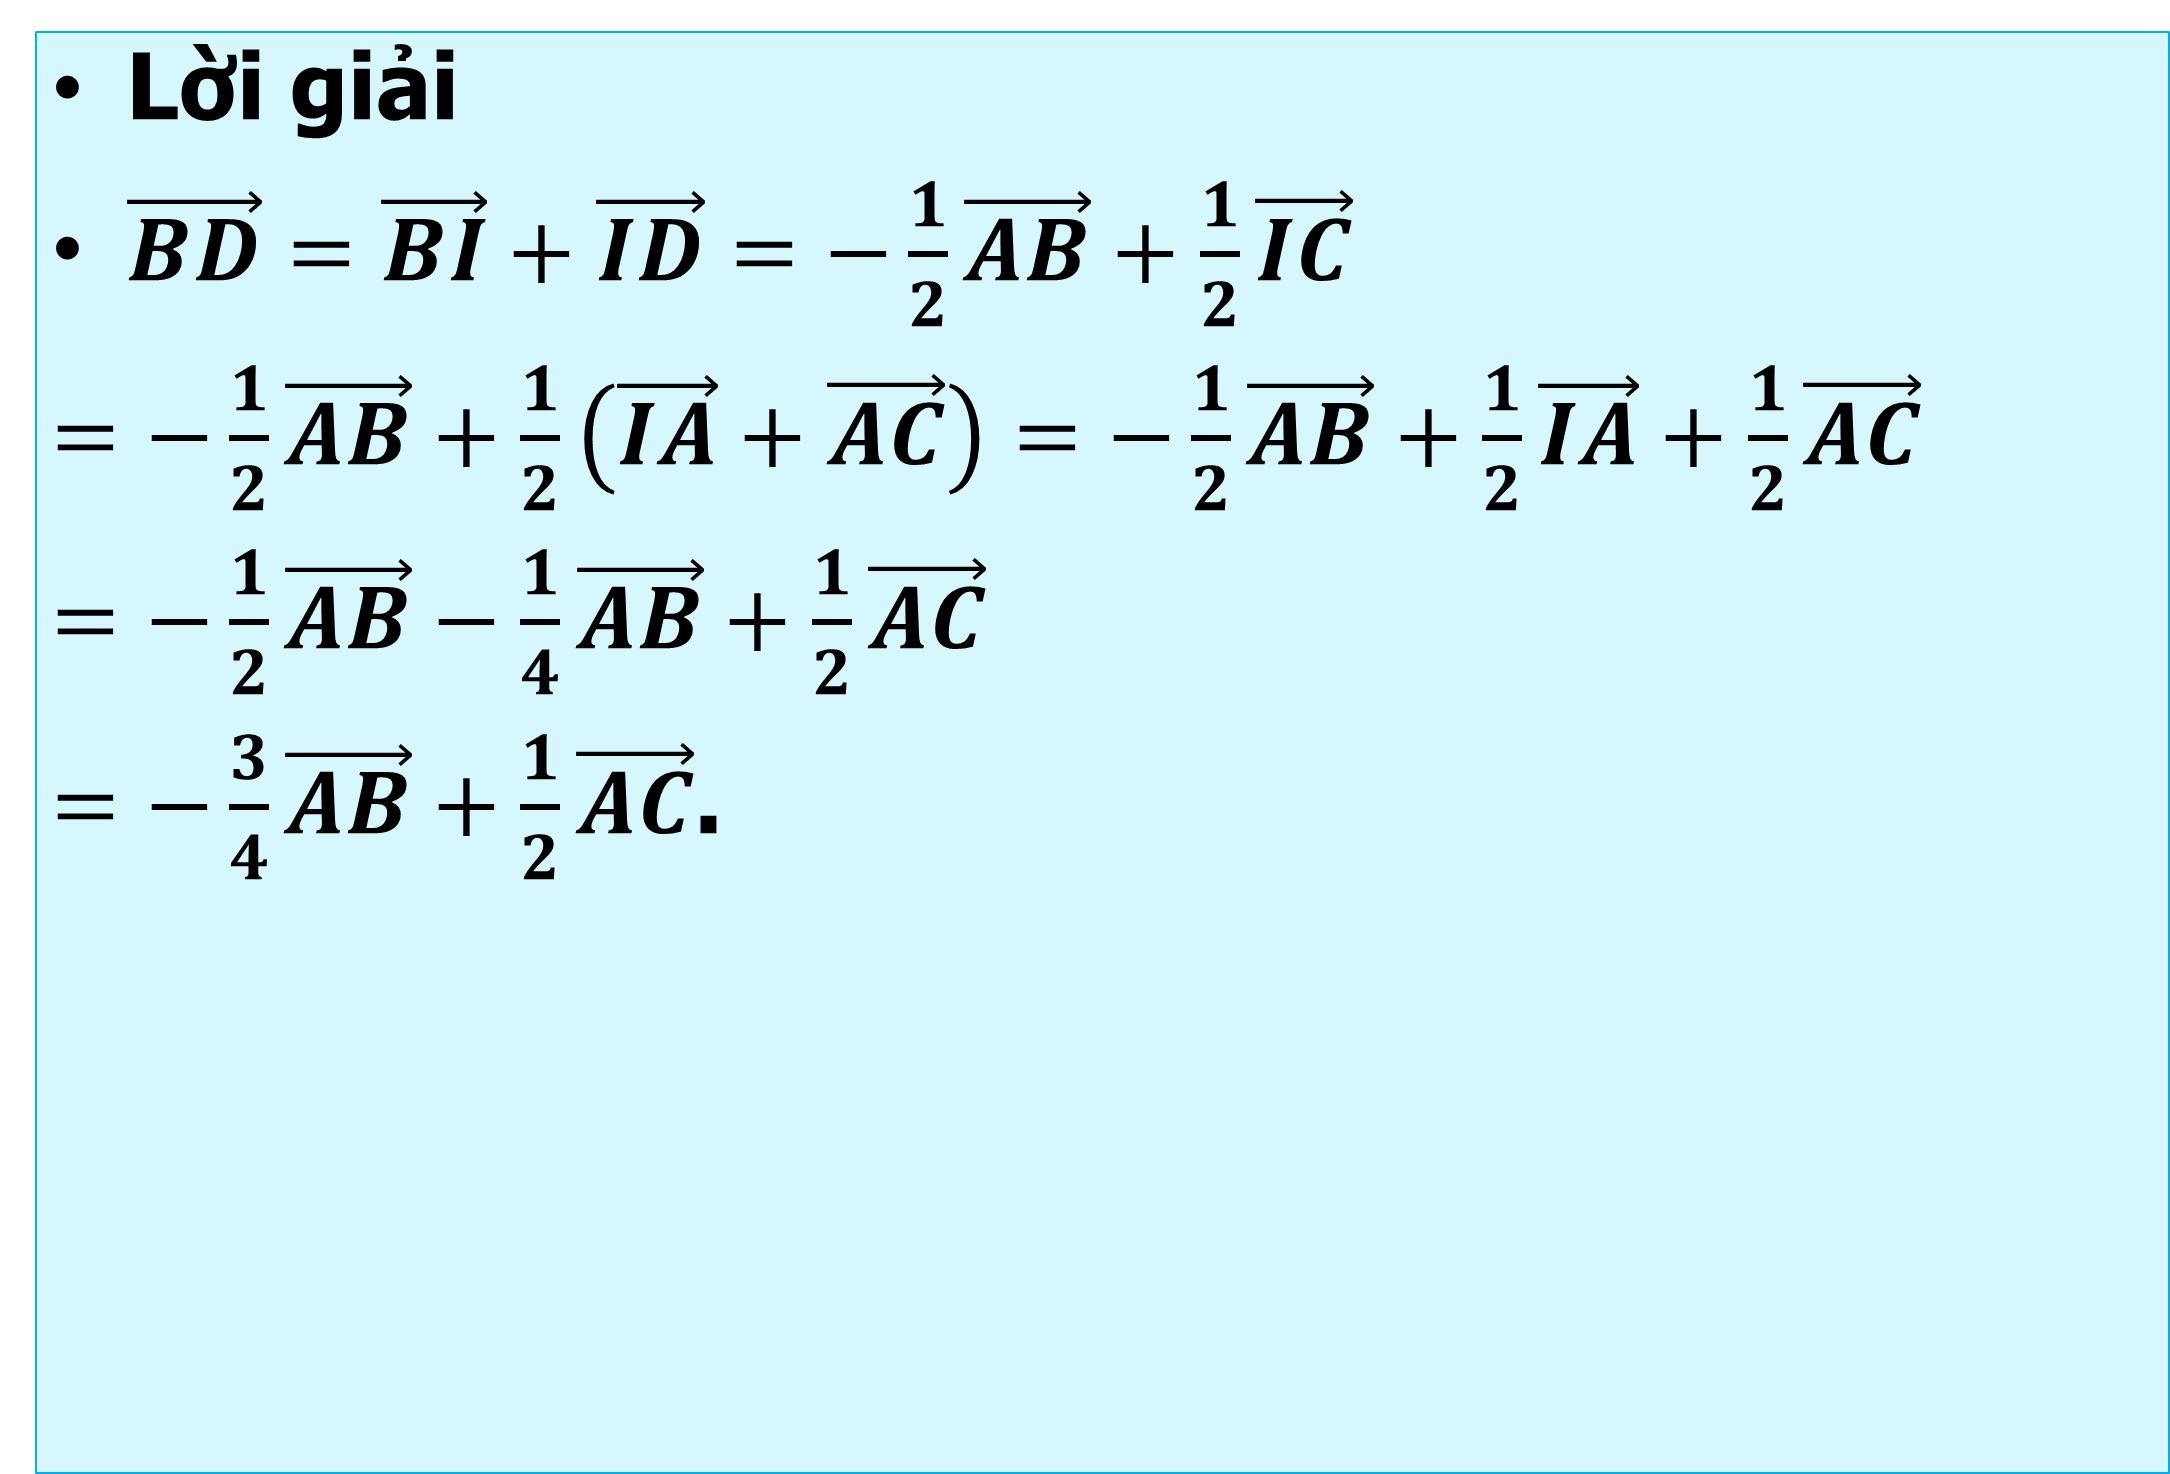 • Lời giải
• $\overrightarrow{BD} = \overrightarrow{BI} + \overrightarrow{ID} = -\frac{1}{2}\overrightarrow{AB} + \frac{1}{2}\overrightarrow{IC}$
$= -\frac{1}{2}\overrightarrow{AB} + \frac{1}{2}\left(\overrightarrow{IA} + \overrightarrow{AC}\right) = -\frac{1}{2}\overrightarrow{AB} + \frac{1}{2}\overrightarrow{IA} + \frac{1}{2}\overrightarrow{AC}$
$= -\frac{1}{2}\overrightarrow{AB} - \frac{1}{4}\overrightarrow{AB} + \frac{1}{2}\overrightarrow{AC}$
$= -\frac{3}{4}\overrightarrow{AB} + \frac{1}{2}\overrightarrow{AC}.$